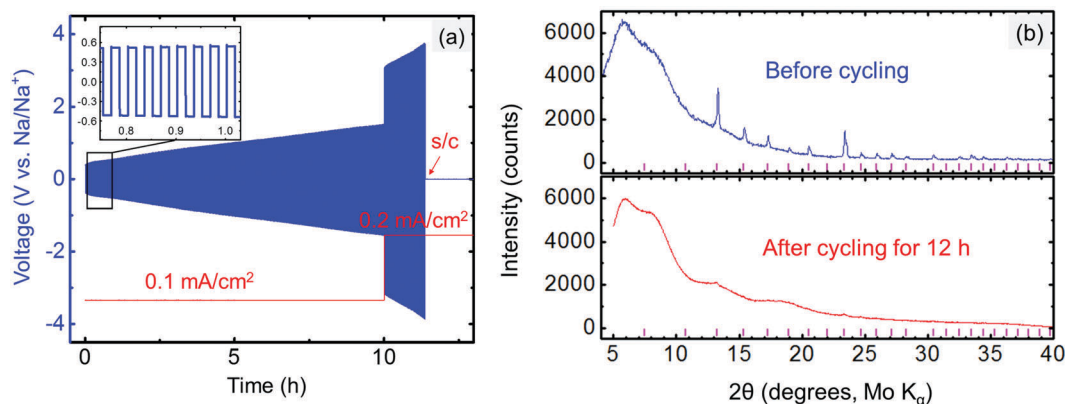 (a)
Voltage (V vs. Na/Na⁺)
4
2
0
-2
-4
0.6
0.3
0.0
-0.3
-0.6
0.8
0.9
1.0
s/c
0.2 mA/cm²
0.1 mA/cm²
0
5
10
Time (h)
(b)
Intensity (counts)
6000
4000
2000
0
Before cycling
6000
4000
2000
0
After cycling for 12 h
5
10
15
20
25
30
35
40
2θ (degrees, Mo Kα)